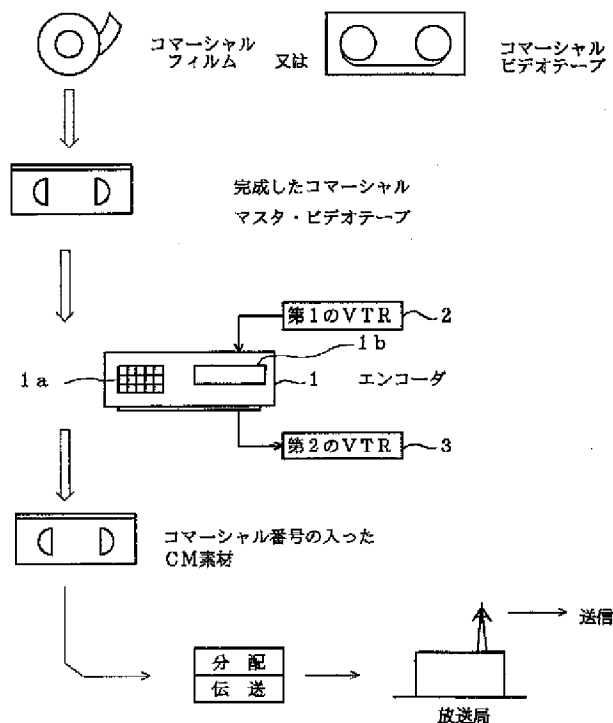 コマーシャル
フィルム
又は
コマーシャル
ビデオテープ
完成したコマーシャル
マスタ・ビデオテープ
第1のVTR
2
1b
1a
1
エンコーダ
第2のVTR
3
コマーシャル番号の入った
CM素材
送信
分配
伝送
放送局